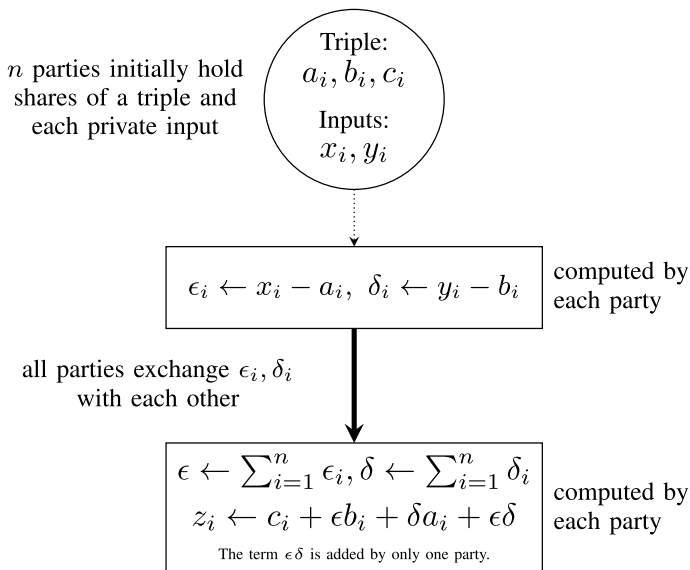 n parties initially hold
shares of a triple and
each private input
Triple:
a_i, b_i, c_i
Inputs:
x_i, y_i
ϵ_i ← x_i − a_i, δ_i ← y_i − b_i
computed by
each party
all parties exchange ϵ_i, δ_i
with each other
ϵ ← ∑_{i=1}^{n} ϵ_i, δ ← ∑_{i=1}^{n} δ_i
z_i ← c_i + ϵb_i + δa_i + ϵδ
The term ϵδ is added by only one party.
computed by
each party